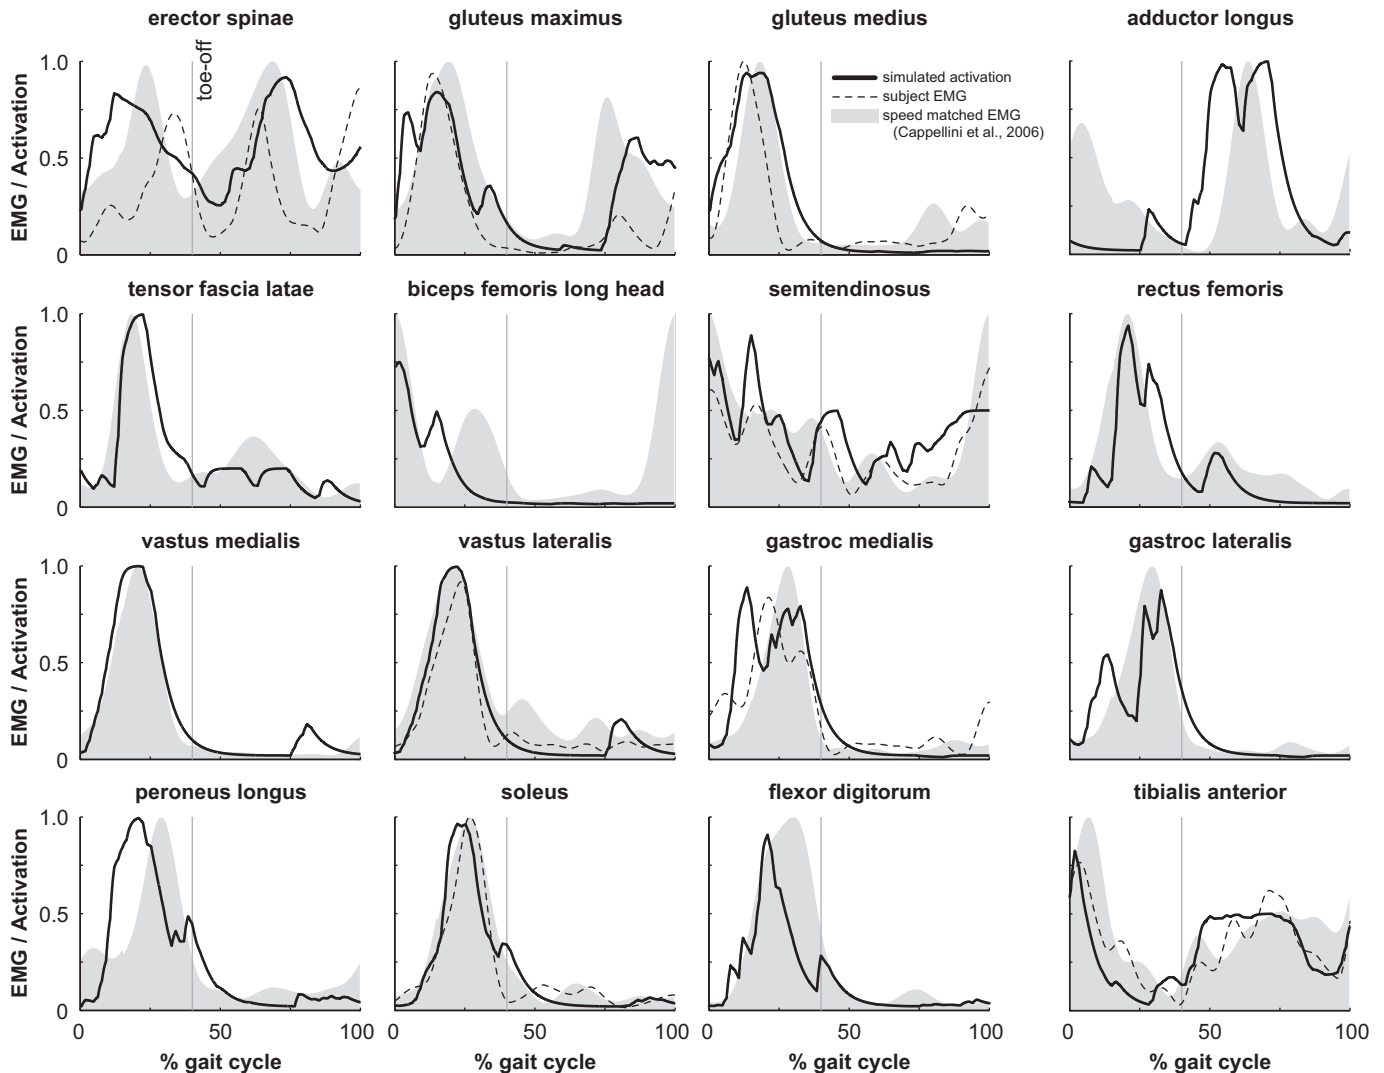 erector spinae
gluteus maximus
gluteus medius
adductor longus
EMG / Activation
1.0
0.5
0
toe-off
simulated activation
subject EMG
speed matched EMG
(Cappellini et al., 2006)
tensor fascia latae
biceps femoris long head
semitendinosus
rectus femoris
EMG / Activation
1.0
0.5
0
vastus medialis
vastus lateralis
gastroc medialis
gastroc lateralis
EMG / Activation
1.0
0.5
0
peroneus longus
soleus
flexor digitorum
tibialis anterior
EMG / Activation
1.0
0.5
0
0 50 100
0 50 100
0 50 100
0 50 100
% gait cycle
% gait cycle
% gait cycle
% gait cycle